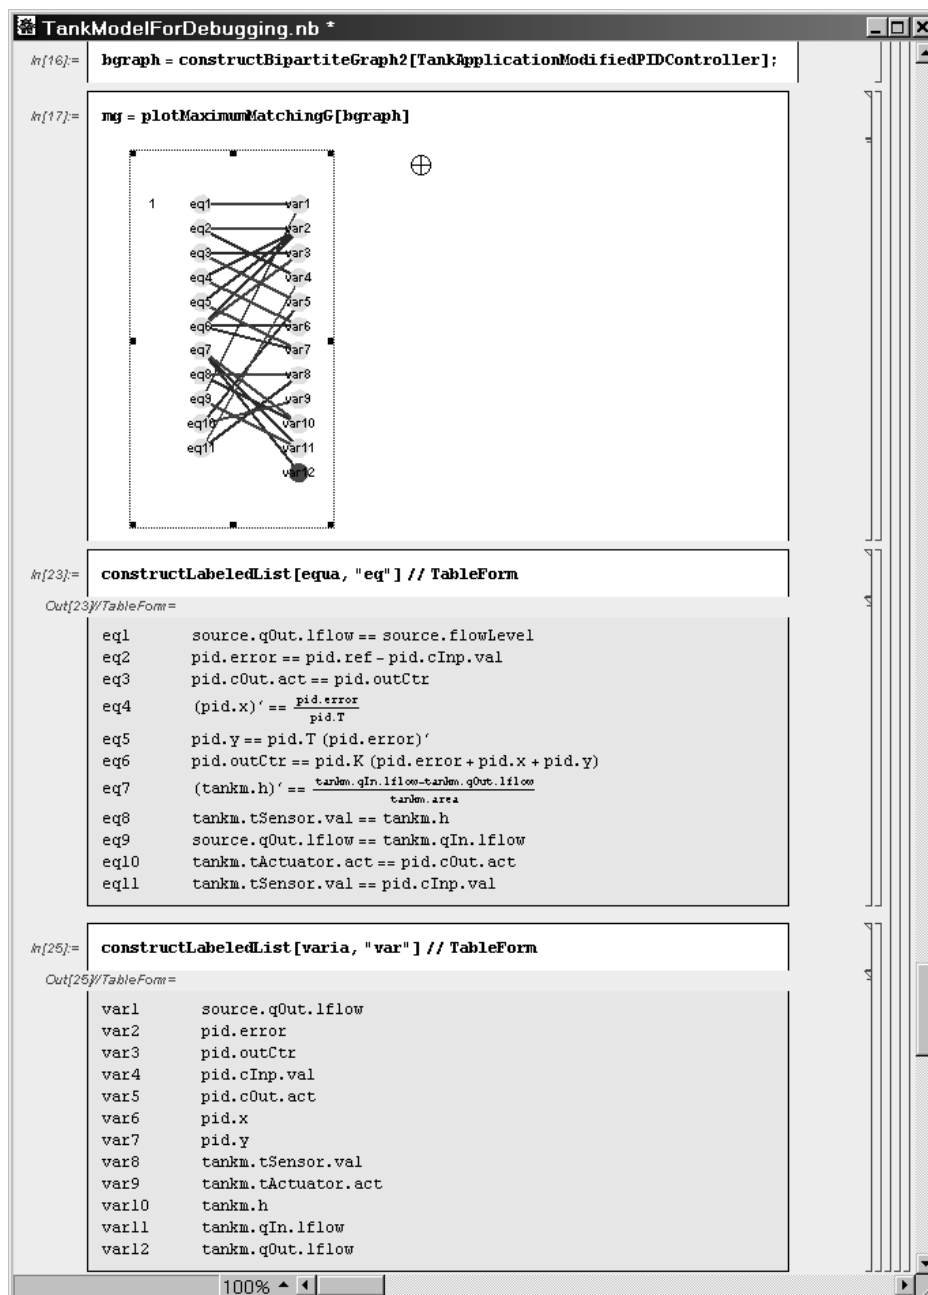 TankModelForDebugging.nb *
In[16]:= bgraph = constructBipartiteGraph2[TankApplicationModifiedPIDController];
In[17]:= mg = plotMaximumMatchingG[bgraph]
1 eq1 var1
eq2 var2
eq3 var3
eq4 var4
eq5 var5
eq6 var6
eq7 var7
eq8 var8
eq9 var9
eq10 var10
eq11 var11
var12
In[23]:= constructLabeledList[equa, "eq"] // TableForm
Out[23]//TableForm=
eq1 source.qOut.lflow == source.flowLevel
eq2 pid.error == pid.ref - pid.cInp.val
eq3 pid.cOut.act == pid.outCtr
eq4 (pid.x)′ == pid.error / pid.T
eq5 pid.y == pid.T (pid.error)′
eq6 pid.outCtr == pid.K (pid.error + pid.x + pid.y)
eq7 (tankm.h)′ == tankm.qIn.lflow-tankm.qOut.lflow / tankm.area
eq8 tankm.tSensor.val == tankm.h
eq9 source.qOut.lflow == tankm.qIn.lflow
eq10 tankm.tActuator.act == pid.cOut.act
eq11 tankm.tSensor.val == pid.cInp.val
In[25]:= constructLabeledList[varia, "var"] // TableForm
Out[25]//TableForm=
var1 source.qOut.lflow
var2 pid.error
var3 pid.outCtr
var4 pid.cInp.val
var5 pid.cOut.act
var6 pid.x
var7 pid.y
var8 tankm.tSensor.val
var9 tankm.tActuator.act
var10 tankm.h
var11 tankm.qIn.lflow
var12 tankm.qOut.lflow
100%